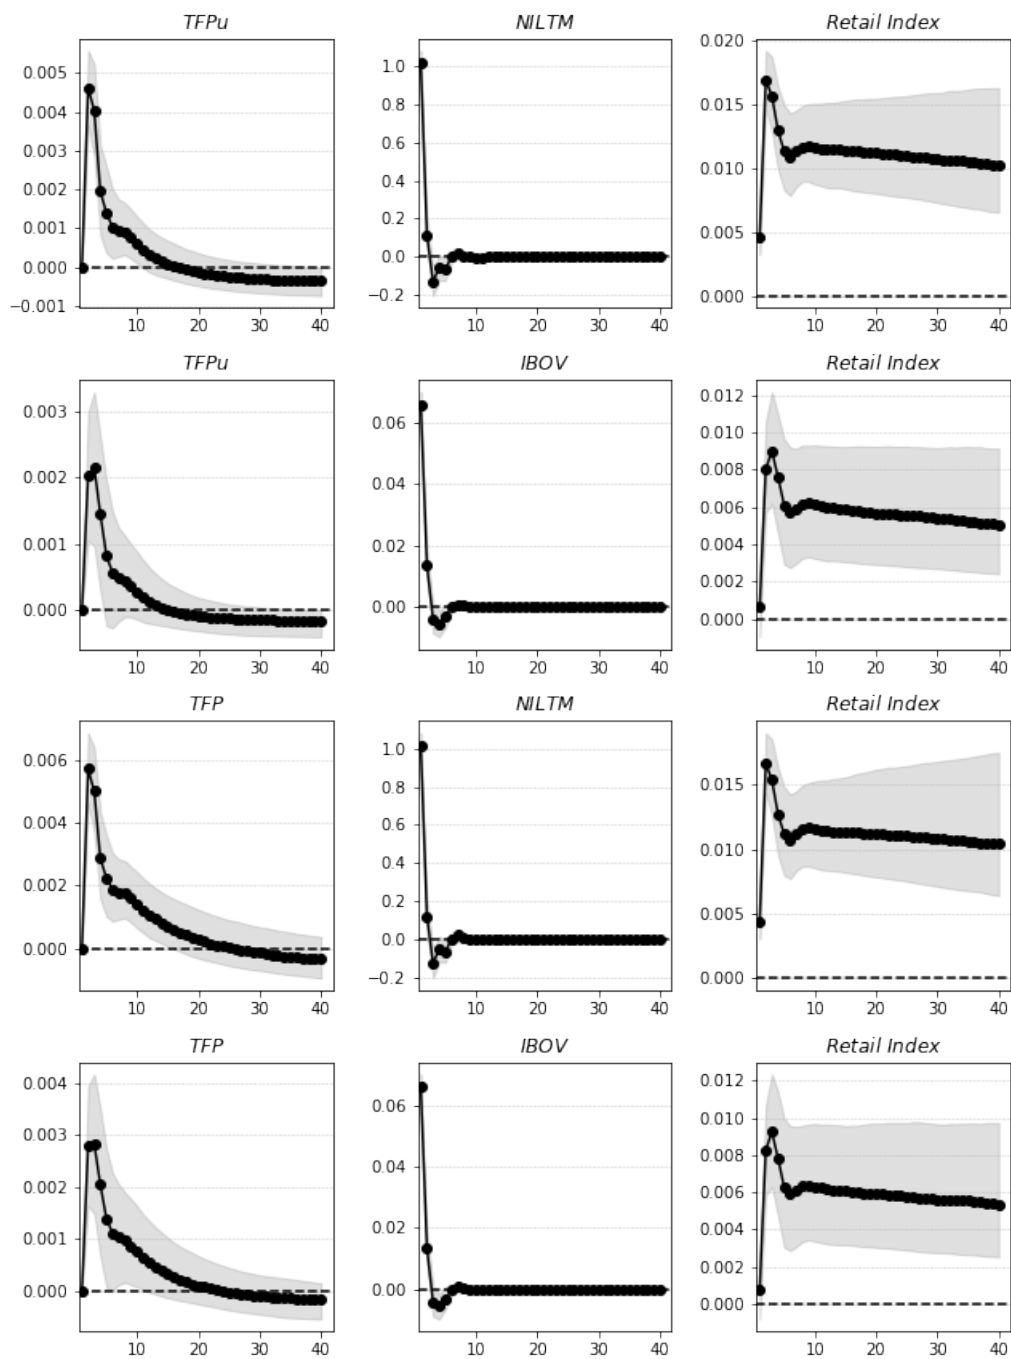 TFPu NILTM Retail Index
0.005 1.0 0.020
0.004 0.8 0.015
0.003 0.6 0.010
0.002 0.4 0.005
0.001 0.2 0.000
0.000 0.0
−0.001 −0.2
10 20 30 40 10 20 30 40 10 20 30 40
TFPu IBOV Retail Index
0.003 0.06 0.012
0.002 0.04 0.010
0.001 0.02 0.008
0.000 0.00 0.006
0.004
0.002
0.000
10 20 30 40 10 20 30 40 10 20 30 40
TFP NILTM Retail Index
0.006 1.0 0.015
0.004 0.8 0.010
0.002 0.6 0.005
0.000 0.4 0.000
0.2
0.0
−0.2
10 20 30 40 10 20 30 40 10 20 30 40
TFP IBOV Retail Index
0.004 0.06 0.012
0.003 0.04 0.010
0.002 0.02 0.008
0.001 0.00 0.006
0.000 0.004
0.002
0.000
10 20 30 40 10 20 30 40 10 20 30 40